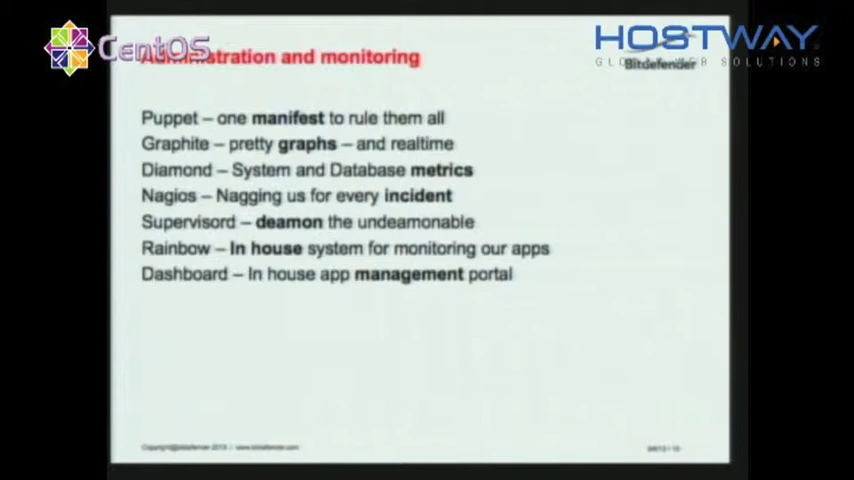 CentOS
HOSTWAY
Administration and monitoring
Bitdefender
Puppet – one manifest to rule them all
Graphite – pretty graphs – and realtime
Diamond – System and Database metrics
Nagios – Nagging us for every incident
Supervisord – deamon the undeamonable
Rainbow – In house system for monitoring our apps
Dashboard – In house app management portal